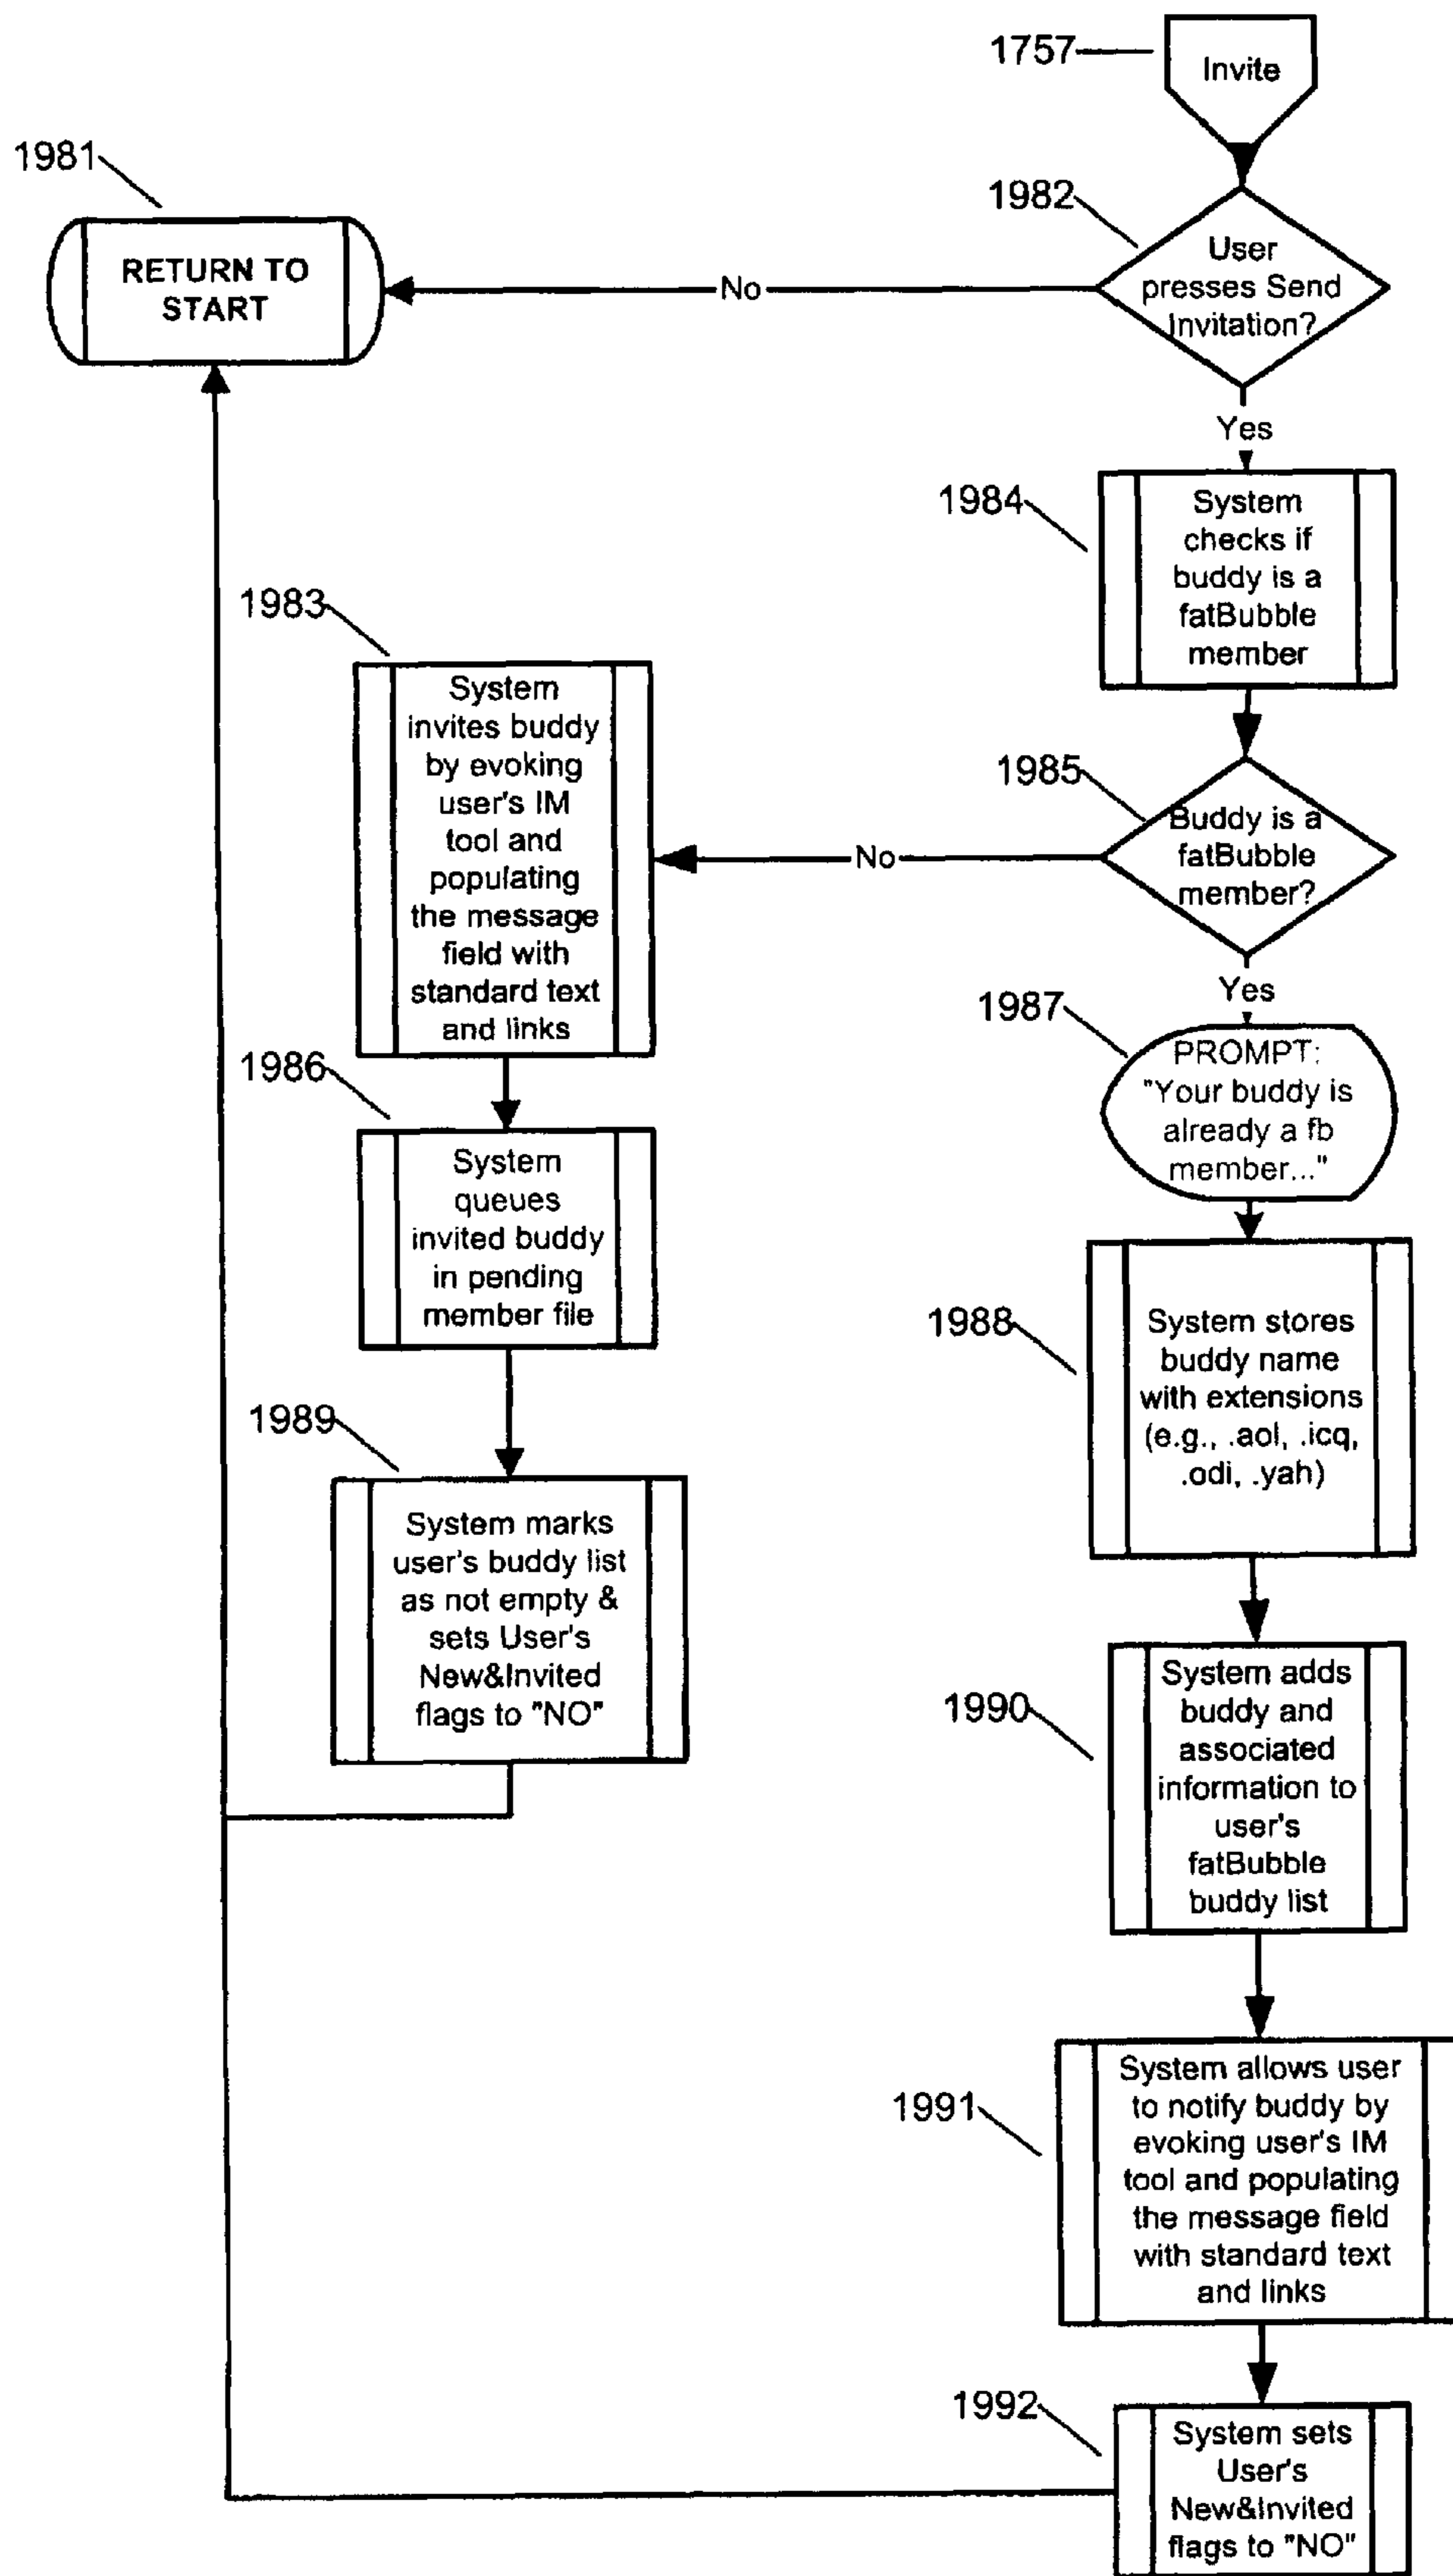 1757
Invite
1981
RETURN TO
START
1982
User
presses Send
Invitation?
No
Yes
1984
System
checks if
buddy is a
fatBubble
member
1985
Buddy is a
fatBubble
member?
No
1983
System
invites buddy
by evoking
user's IM
tool and
populating
the message
field with
standard text
and links
1986
System
queues
invited buddy
in pending
member file
1989
System marks
user's buddy list
as not empty &
sets User's
New&Invited
flags to "NO"
Yes
1987
PROMPT:
"Your buddy is
already a fb
member..."
1988
System stores
buddy name
with extensions
(e.g., .aol, .icq,
.odi, .yah)
1990
System adds
buddy and
associated
information to
user's
fatBubble
buddy list
1991
System allows user
to notify buddy by
evoking user's IM
tool and populating
the message field
with standard text
and links
1992
System sets
User's
New&Invited
flags to "NO"